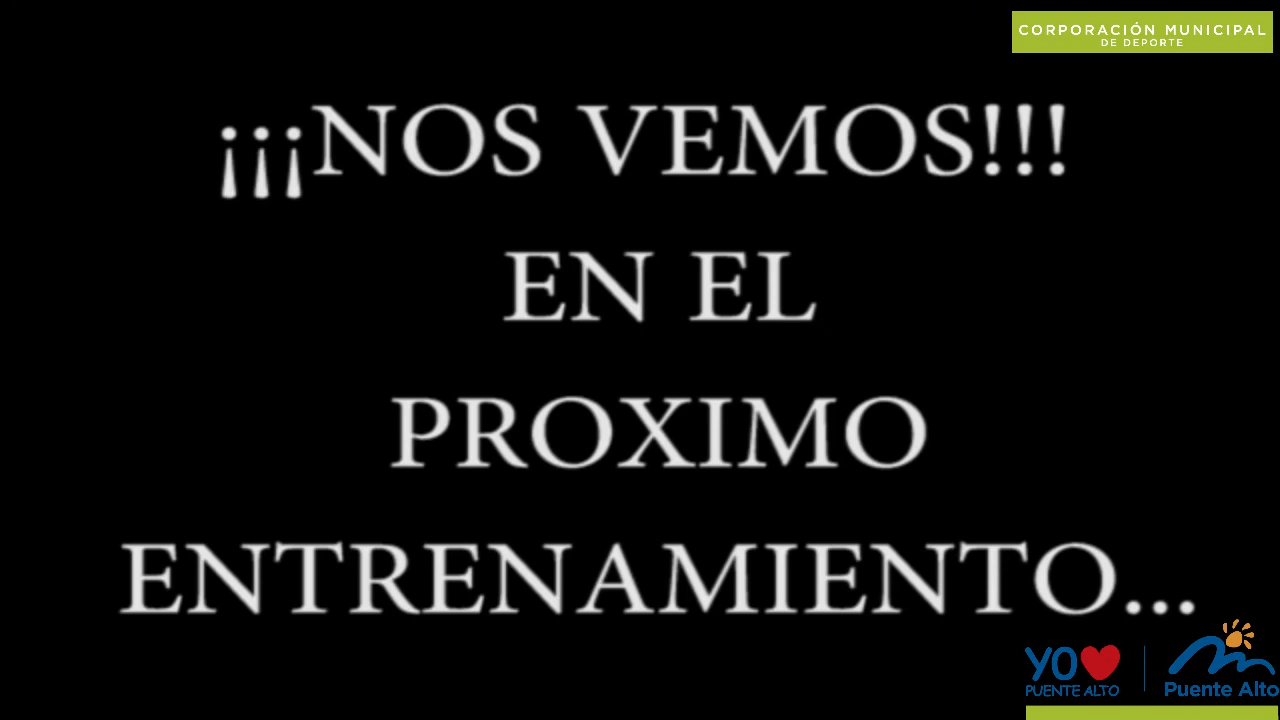 CORPORACIÓN MUNICIPAL
DE DEPORTE
¡¡¡NOS VEMOS!!!
EN EL
PROXIMO
ENTRENAMIENTO...
YO
PUENTE ALTO
Puente Alto